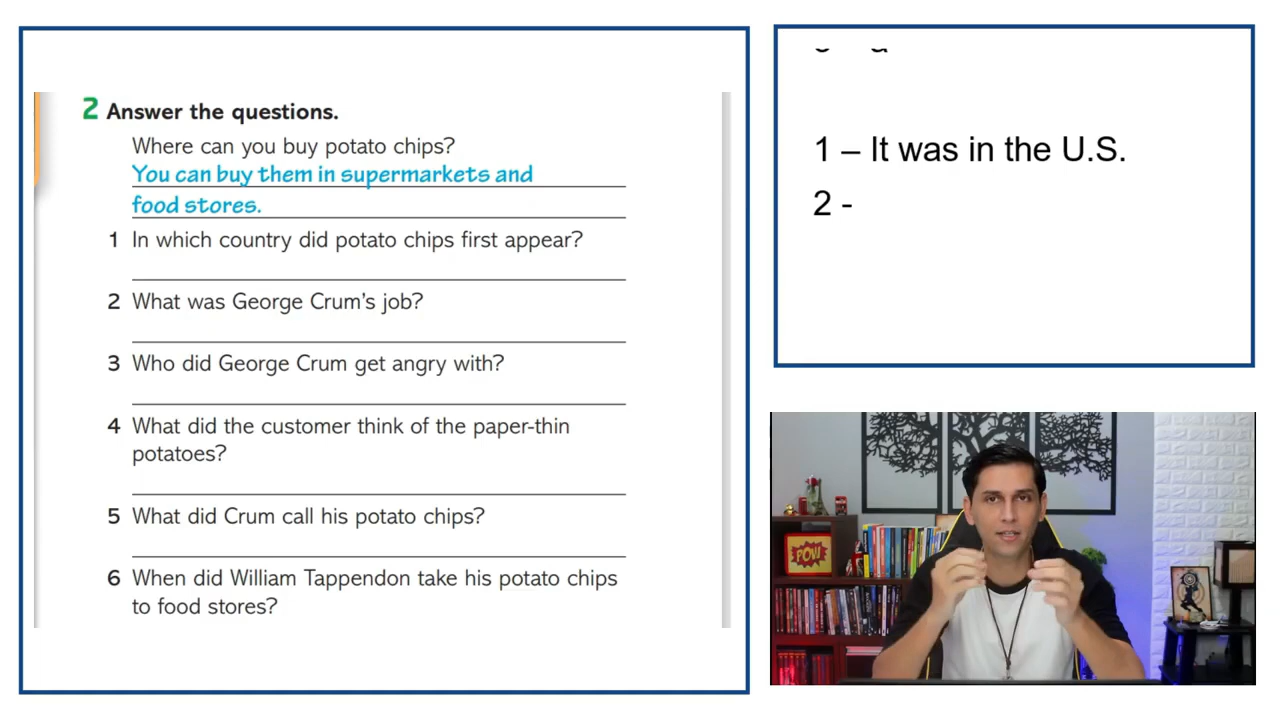 2 Answer the questions.
Where can you buy potato chips?
You can buy them in supermarkets and
food stores.
1 In which country did potato chips first appear?
2 What was George Crum's job?
3 Who did George Crum get angry with?
4 What did the customer think of the paper-thin
potatoes?
5 What did Crum call his potato chips?
6 When did William Tappendon take his potato chips
to food stores?
1 – It was in the U.S.
2 -
POW!